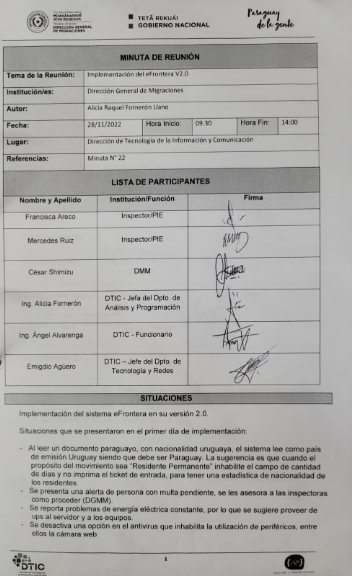 MOAKÃHA GUASU
DIRECCIÓN GENERAL
DE MIGRACIONES
TETÃ REKUÁI
GOBIERNO NACIONAL
Paraguay
de la gente
MINUTA DE REUNIÓN
Tema de la Reunión: Implementación del eFrontera V2.0
Institución/es: Dirección General de Migraciones
Autor: Alicia Raquel Fornerón Llano
Fecha: 28/11/2022 Hora Inicio: 09:30 Hora Fin: 14:00
Lugar: Dirección de Tecnología de la Información y Comunicación
Referencias: Minuta N° 22
LISTA DE PARTICIPANTES
Nombre y Apellido Institución/Función Firma
Francisca Areco Inspector/PIE
Mercedes Ruiz Inspector/PIE
César Shimizu DMM
Ing. Alicia Fornerón DTIC - Jefa del Dpto. de
Análisis y Programación
Ing. Ángel Alvarenga DTIC - Funcionario
Emigdio Agüero DTIC – Jefe del Dpto. de
Tecnología y Redes
SITUACIONES
Implementación del sistema eFrontera en su versión 2.0.
Situaciones que se presentaron en el primer día de implementación:
- Al leer un documento paraguayo, con nacionalidad uruguaya, el sistema lee como país
de emisión Uruguay siendo que debe ser Paraguay. La sugerencia es que cuando el
propósito del movimiento sea "Residente Permanente" inhabilite el campo de cantidad
de días y no imprima el ticket de entrada, para tener una estadística de nacionalidad de
los residentes.
- Se presenta una alerta de persona con multa pendiente, se les asesora a las inspectoras
como proceder (DGMM).
- Se reporta problemas de energía eléctrica constante, por lo que se sugiere proveer de
ups al servidor y a los equipos.
- Se desactiva una opción en el antivirus que inhabilita la utilización de periféricos, entre
ellos la cámara web.
1
DTIC